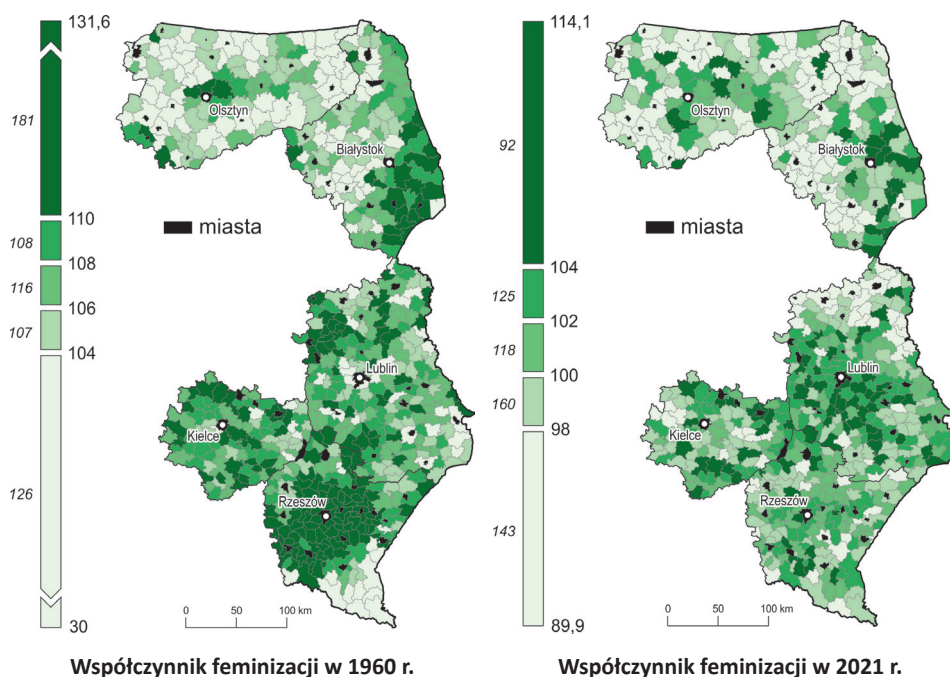 131,6
181
110
108
108
116
106
107
104
126
30
Olsztyn
Białystok
miasta
Lublin
Kielce
Rzeszów
0 50 100 km
Współczynnik feminizacji w 1960 r.
114,1
92
104
125
102
118
100
160
98
143
89,9
Olsztyn
Białystok
miasta
Lublin
Kielce
Rzeszów
0 50 100 km
Współczynnik feminizacji w 2021 r.